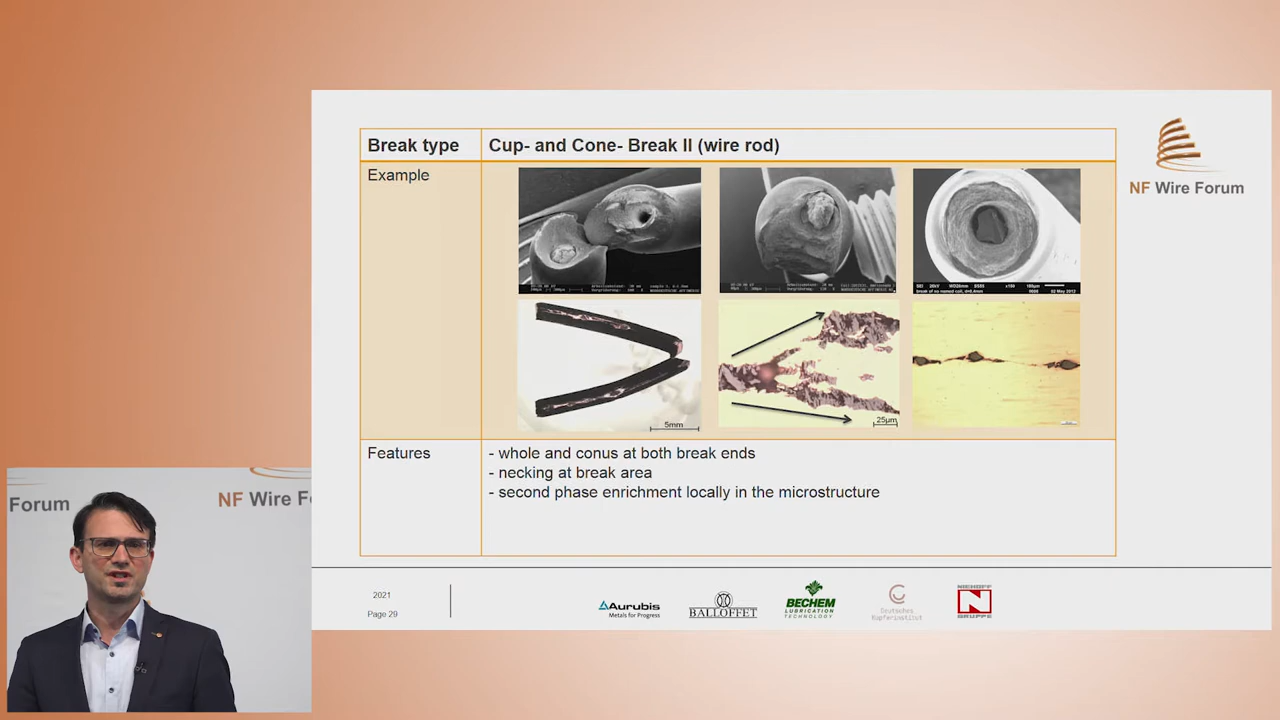 Break type
Cup- and Cone- Break II (wire rod)
Example
NF Wire Forum
5mm
25µm
Features
- whole and conus at both break ends
- necking at break area
- second phase enrichment locally in the microstructure
Forum
NF Wire F
2021
Page 29
Aurubis
Metals for Progress
BALLOFFET
BECHEM
LUBRICATION
TECHNOLOGY
Deutsches
Kupferinstitut
NIEHOFF
N
GRUPPE